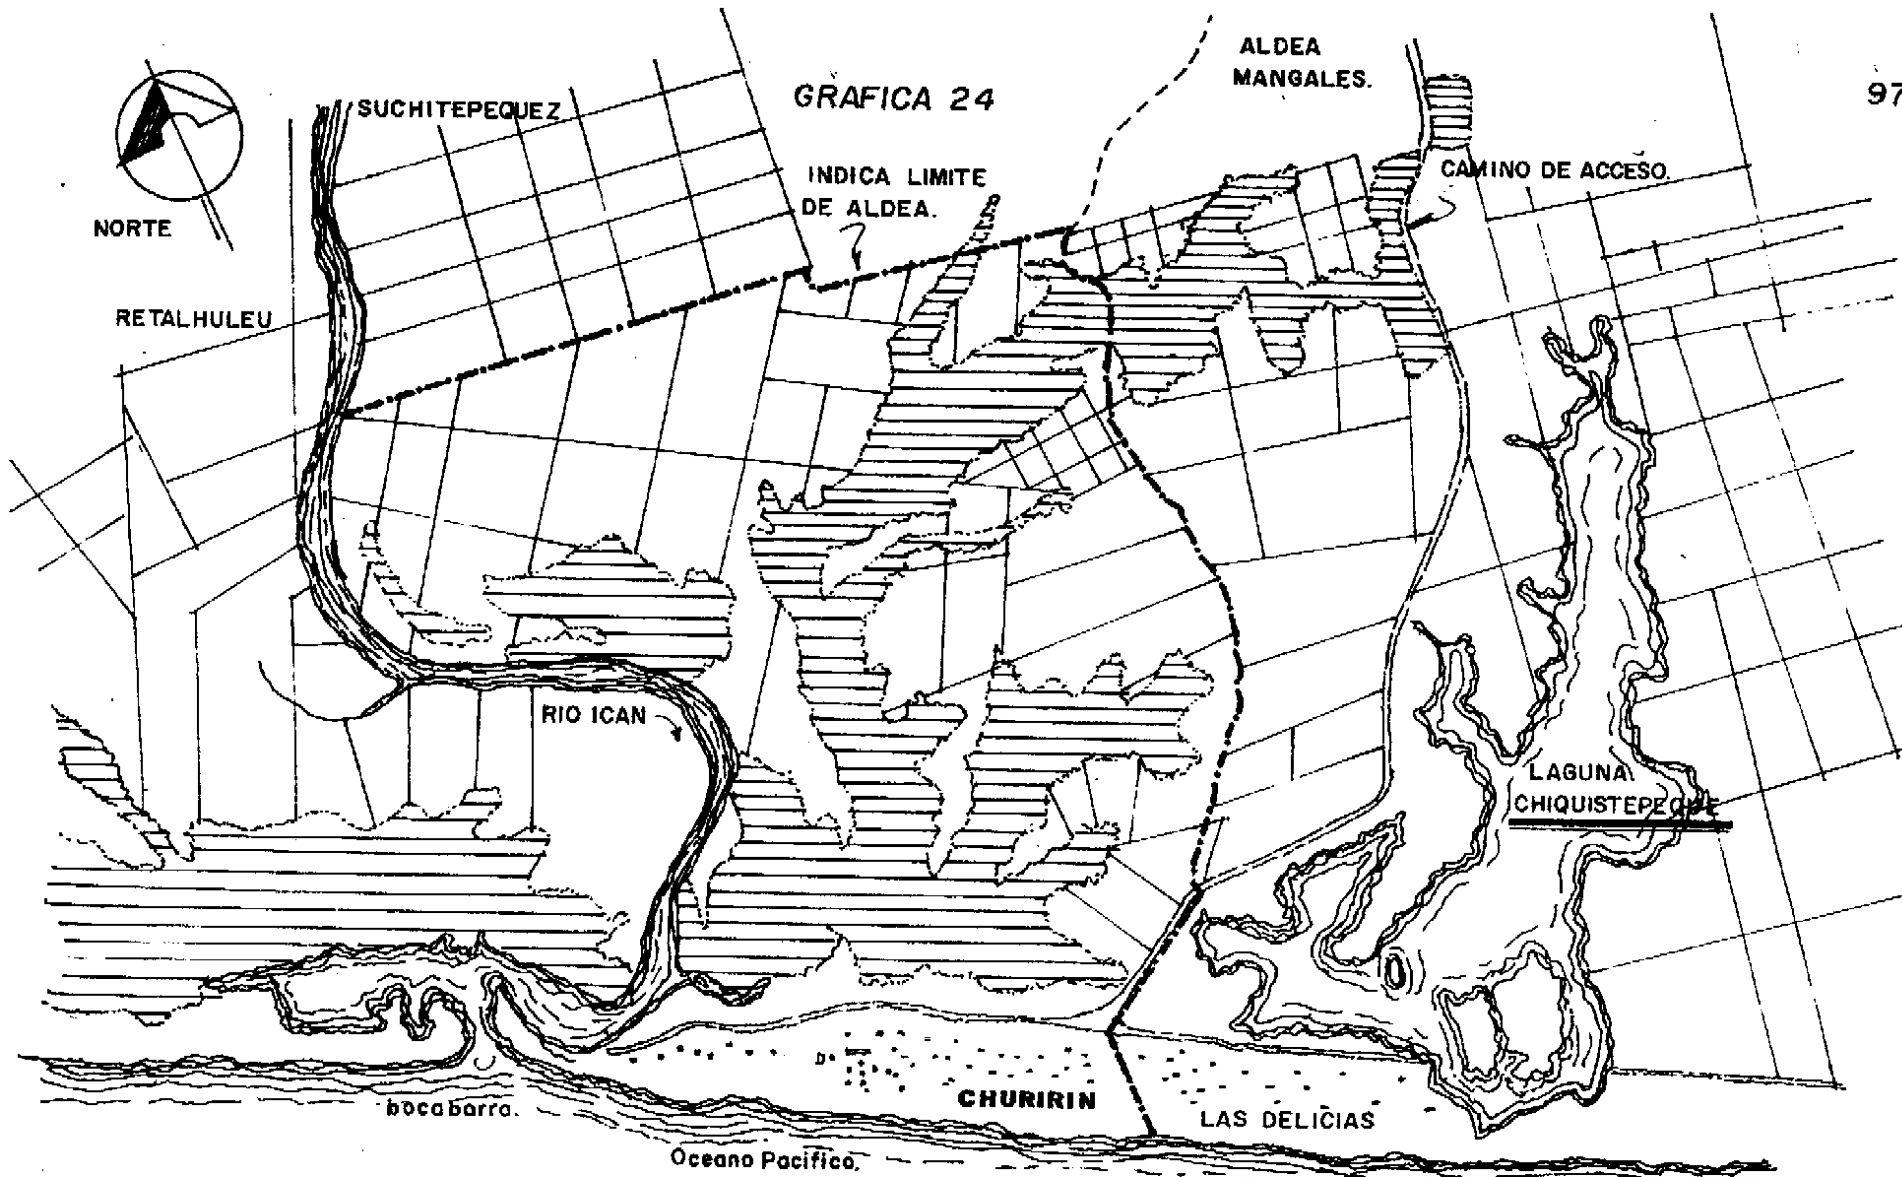 GRAFICA 24
97
ALDEA
MANGALES.
SUCHITEPEQUEZ
INDICA LIMITE
DE ALDEA.
CAMINO DE ACCESO.
NORTE
RETALHULEU
RIO ICAN
LAGUNA
CHIQUISTEPEQUE
CHURIRIN
bocabarra.
LAS DELICIAS
Oceano Pacifico.